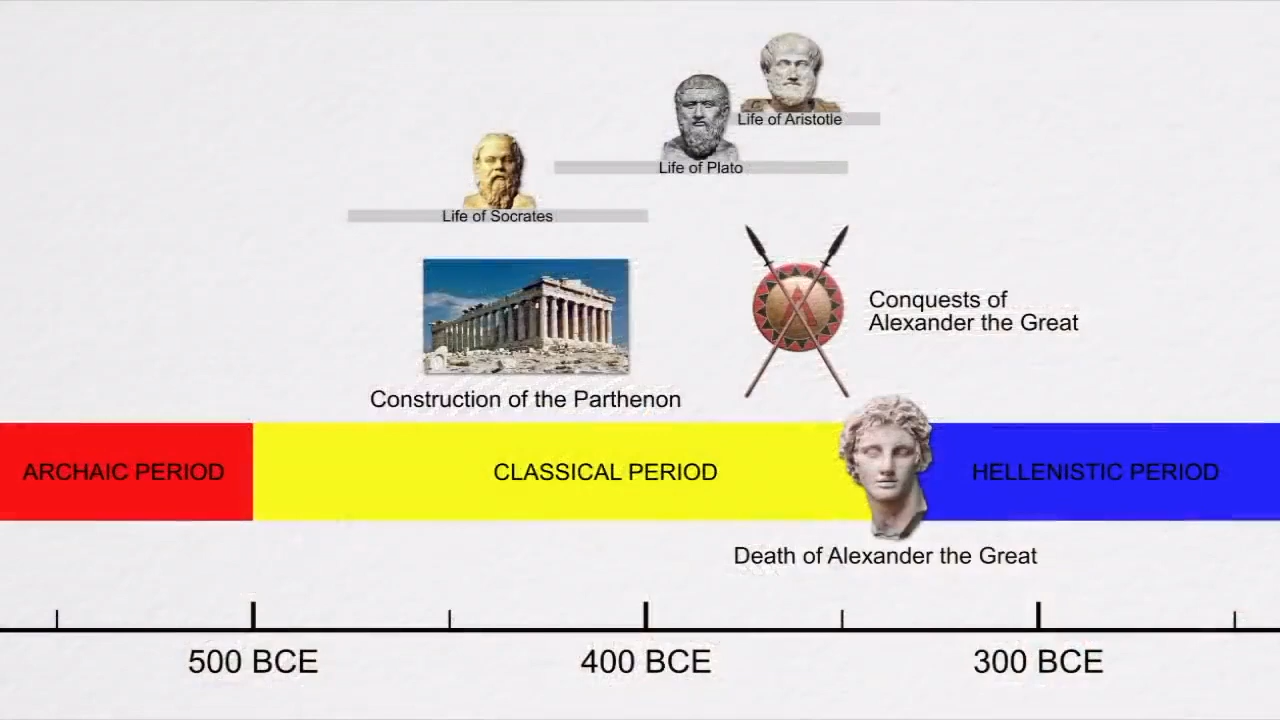 Life of Aristotle
Life of Plato
Life of Socrates
Conquests of
Alexander the Great
Construction of the Parthenon
ARCHAIC PERIOD
CLASSICAL PERIOD
HELLENISTIC PERIOD
Death of Alexander the Great
500 BCE
400 BCE
300 BCE